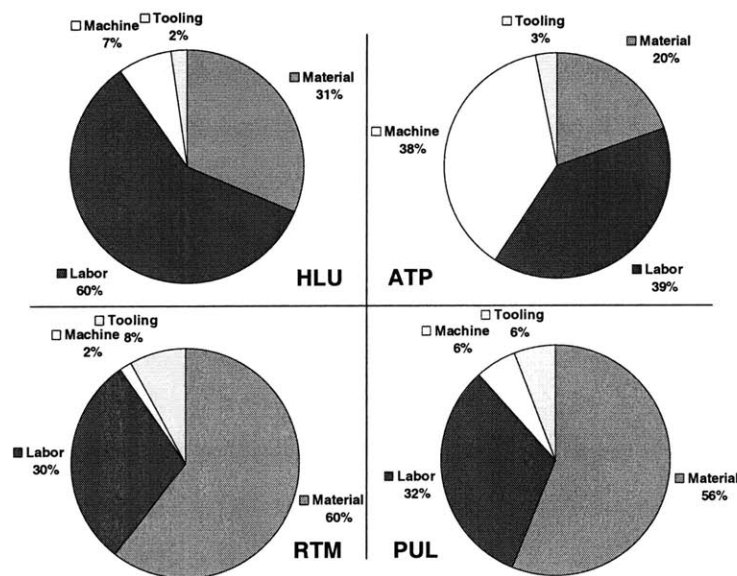 Tooling
2%
Machine
7%
Material
31%
Labor
60%
HLU
Tooling
3%
Material
20%
Machine
38%
Labor
39%
ATP
Tooling
8%
Machine
2%
Labor
30%
Material
60%
RTM
Tooling
6%
Machine
6%
Labor
32%
Material
56%
PUL